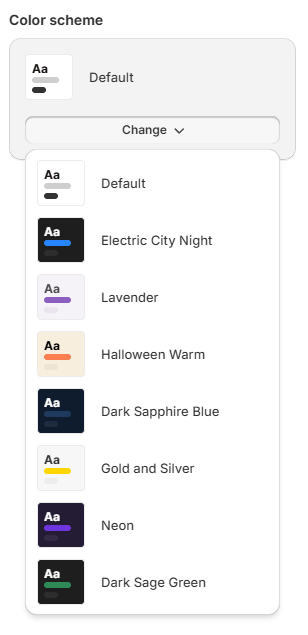 Color scheme
Aa
Default
Change
Aa
Default
Aa
Electric City Night
Aa
Lavender
Aa
Halloween Warm
Aa
Dark Sapphire Blue
Aa
Gold and Silver
Aa
Neon
Aa
Dark Sage Green